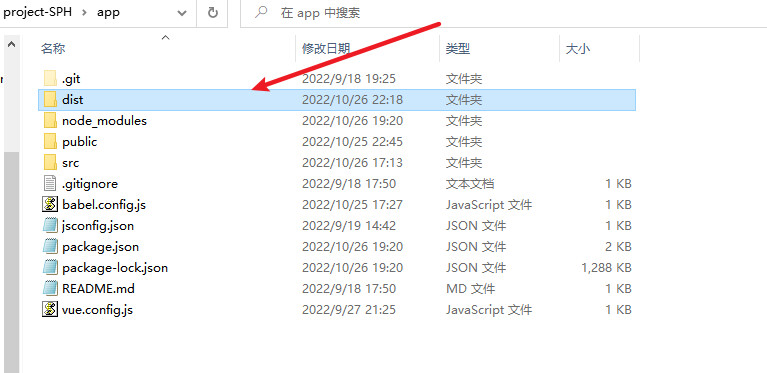 project-SPH › app
在 app 中搜索
名称 修改日期 类型 大小
.git 2022/9/18 19:25 文件夹
dist 2022/10/26 22:18 文件夹
node_modules 2022/10/26 19:20 文件夹
public 2022/10/25 22:45 文件夹
src 2022/10/26 17:13 文件夹
.gitignore 2022/9/18 17:50 文本文档 1 KB
babel.config.js 2022/10/25 17:27 JavaScript 文件 1 KB
jsconfig.json 2022/9/19 14:42 JSON 文件 1 KB
package.json 2022/10/26 19:20 JSON 文件 2 KB
package-lock.json 2022/10/26 19:20 JSON 文件 1,288 KB
README.md 2022/9/18 17:50 MD 文件 1 KB
vue.config.js 2022/9/27 21:25 JavaScript 文件 1 KB